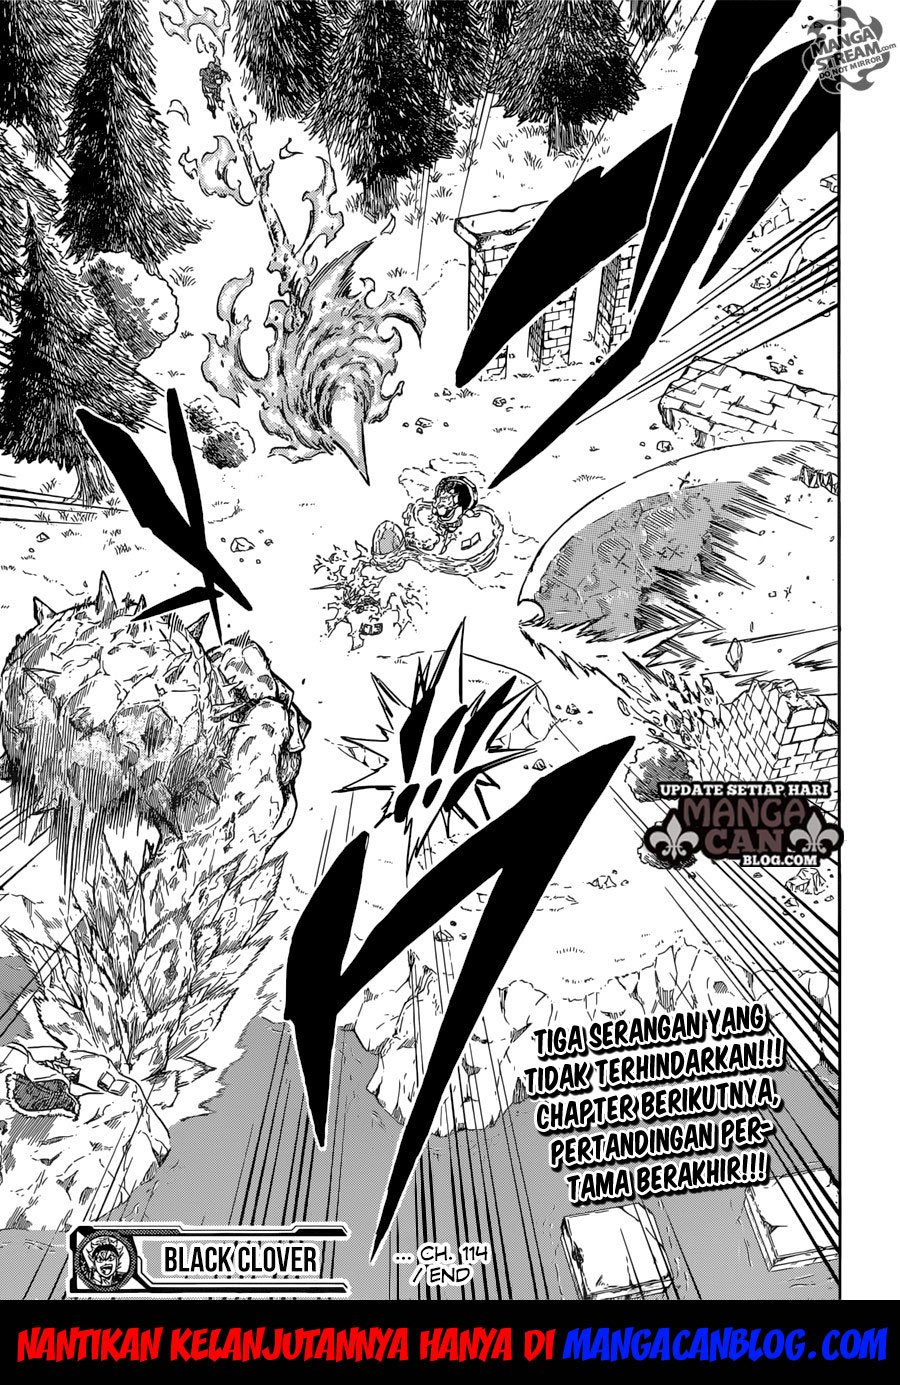 MANGA
STREAM.com
DO NOT MIRROR
!!!
UPDATE SETIAP HARI
MANGA
CAN
BLOG.COM
TIGA SERANGAN YANG
TIDAK TERHINDARKAN!!!
CHAPTER BERIKUTNYA,
PERTANDINGAN PER-
TAMA BERAKHIR!!!
BLACK CLOVER
... CH. 114
/ END
NANTIKAN KELANJUTANNYA HANYA DI MANGACANBLOG.COM